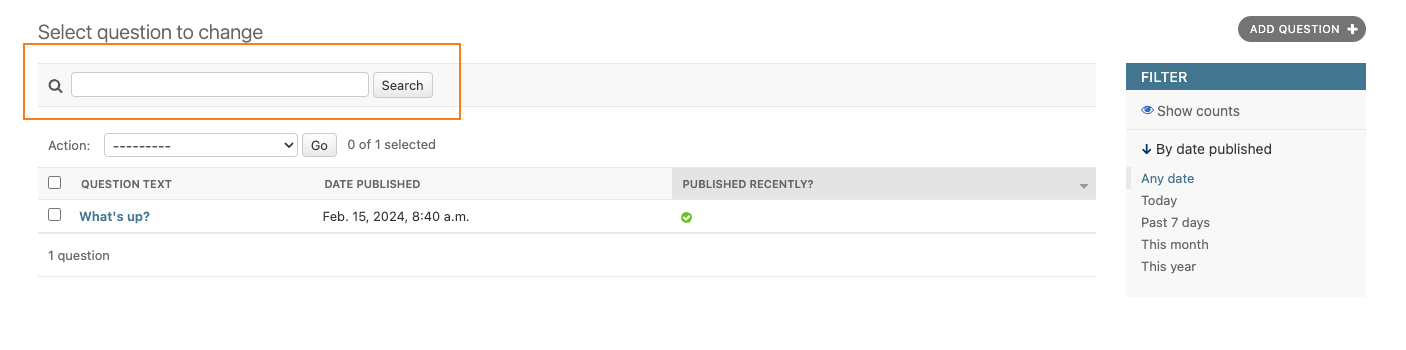 Select question to change
ADD QUESTION +
Search
Action: --------- Go 0 of 1 selected
QUESTION TEXT DATE PUBLISHED PUBLISHED RECENTLY?
What's up? Feb. 15, 2024, 8:40 a.m.
1 question
FILTER
Show counts
↓ By date published
Any date
Today
Past 7 days
This month
This year